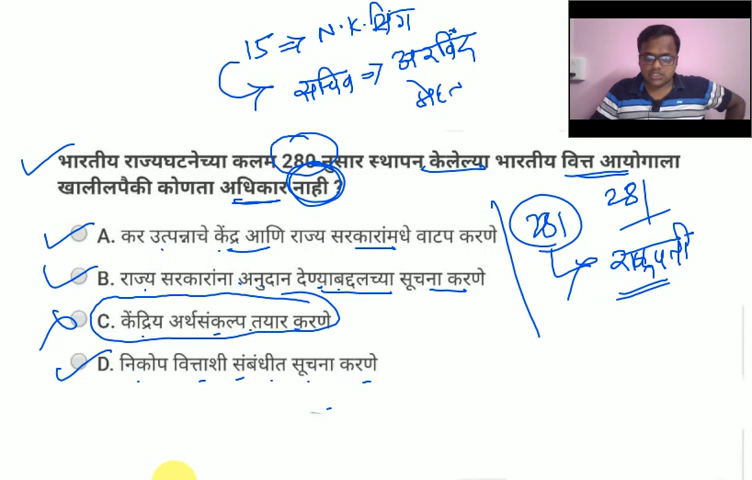 15 ⇒ N.K.सिंग
सचिव ⇒ अरविंद
मेहता
भारतीय राज्यघटनेच्या कलम 280 नुसार स्थापन केलेल्या भारतीय वित्त आयोगाला
खालीलपैकी कोणता अधिकार नाही ?
A. कर उत्पन्नाचे केंद्र आणि राज्य सरकारांमधे वाटप करणे
B. राज्य सरकारांना अनुदान देण्याबद्दलच्या सूचना करणे
C. केंद्रिय अर्थसंकल्प तयार करणे
D. निकोप वित्ताशी संबंधीत सूचना करणे
281
281
राष्ट्रपती